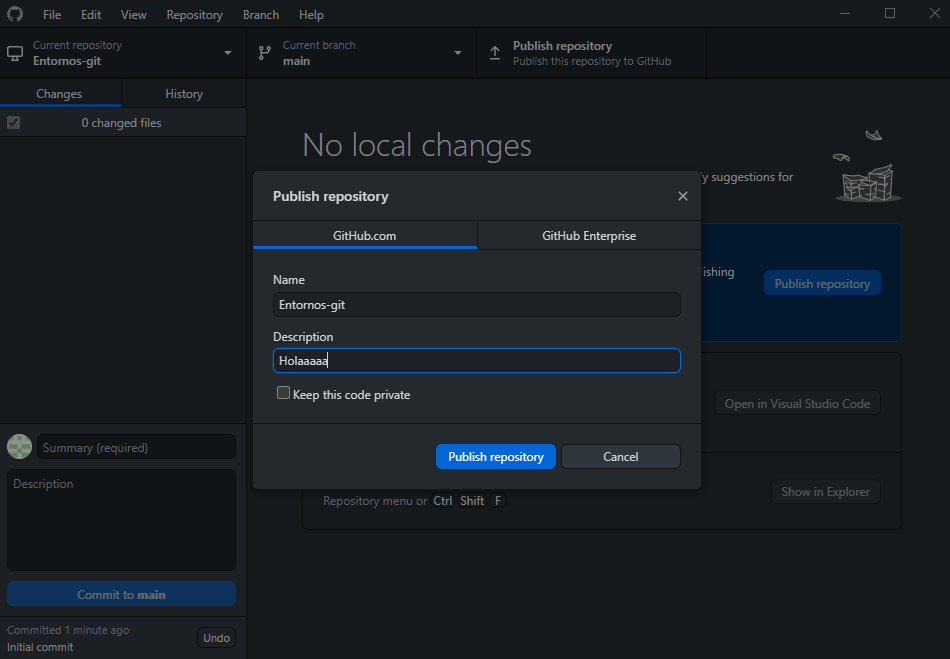 File Edit View Repository Branch Help
Current repository
Entornos-git
Current branch
main
Publish repository
Publish this repository to GitHub
Changes History
0 changed files
No local changes
y suggestions for
Publish repository
GitHub.com GitHub Enterprise
Name
Entornos-git
Description
Holaaaaa
Keep this code private
Publish repository Cancel
ishing
Publish repository
Open in Visual Studio Code
Show in Explorer
Repository menu or Ctrl Shift F
Summary (required)
Description
Commit to main
Committed 1 minute ago
Initial commit
Undo